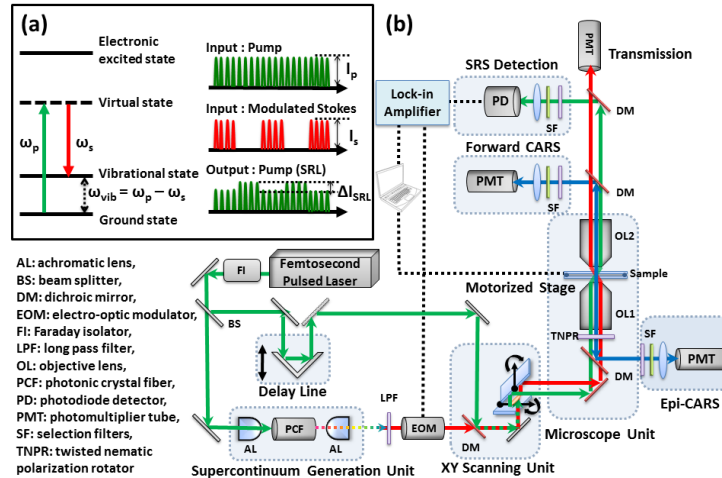 (a)
Electronic
excited state
Virtual state
ωp
ωs
Vibrational state
ωvib = ωp − ωs
Ground state
Input : Pump
Ip
Input : Modulated Stokes
Is
Output : Pump (SRL)
ΔISRL
(b)
PMT
Transmission
SRS Detection
Lock-in
Amplifier
PD
SF
DM
Forward CARS
PMT
SF
DM
OL2
Sample
Motorized Stage
OL1
TNPR
SF
PMT
DM
Epi-CARS
Microscope Unit
AL: achromatic lens,
BS: beam splitter,
DM: dichroic mirror,
EOM: electro-optic modulator,
FI: Faraday isolator,
LPF: long pass filter,
OL: objective lens,
PCF: photonic crystal fiber,
PD: photodiode detector,
PMT: photomultiplier tube,
SF: selection filters,
TNPR: twisted nematic
polarization rotator
FI
Femtosecond
Pulsed Laser
BS
Delay Line
LPF
PCF
EOM
AL
AL
DM
Supercontinuum Generation Unit
XY Scanning Unit